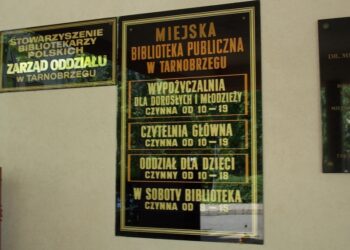 STOWARZYSZENIE
BIBLIOTEKARZY
POLSKICH
ZARZĄD ODDZIAŁU
W TARNOBRZEGU
MIEJSKA
BIBLIOTEKA PUBLICZNA
W TARNOBRZEGU
WYPOŻYCZALNIA
DLA DOROSŁYCH I MŁODZIEŻY
CZYNNA OD 10-19
CZYTELNIA GŁÓWNA
CZYNNA OD 10-19
ODDZIAŁ DLA DZIECI
CZYNNY OD 10-18
W SOBOTY BIBLIOTEKA
CZYNNA OD
DR.